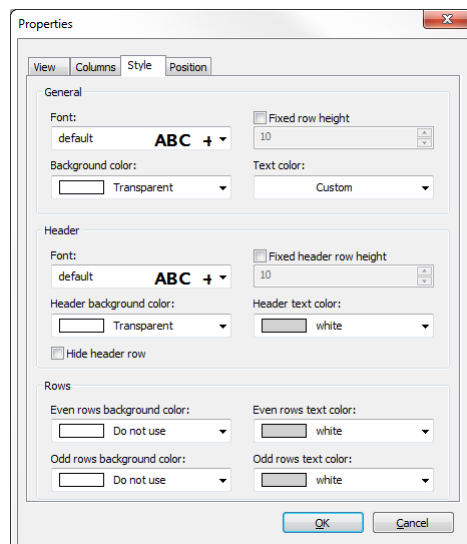 Properties
View Columns Style Position
General
Font:
Fixed row height
default ABC +
10
Background color:
Text color:
Transparent
Custom
Header
Font:
Fixed header row height
default ABC +
10
Header background color:
Header text color:
Transparent
white
Hide header row
Rows
Even rows background color:
Even rows text color:
Do not use
white
Odd rows background color:
Odd rows text color:
Do not use
white
OK Cancel